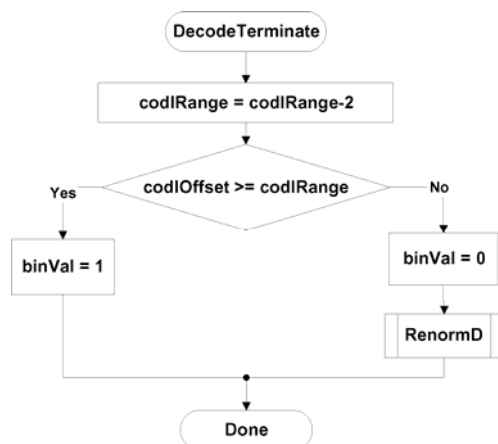 DecodeTerminate
codIRange = codIRange-2
codIOffset >= codIRange
Yes
No
binVal = 1
binVal = 0
RenormD
Done